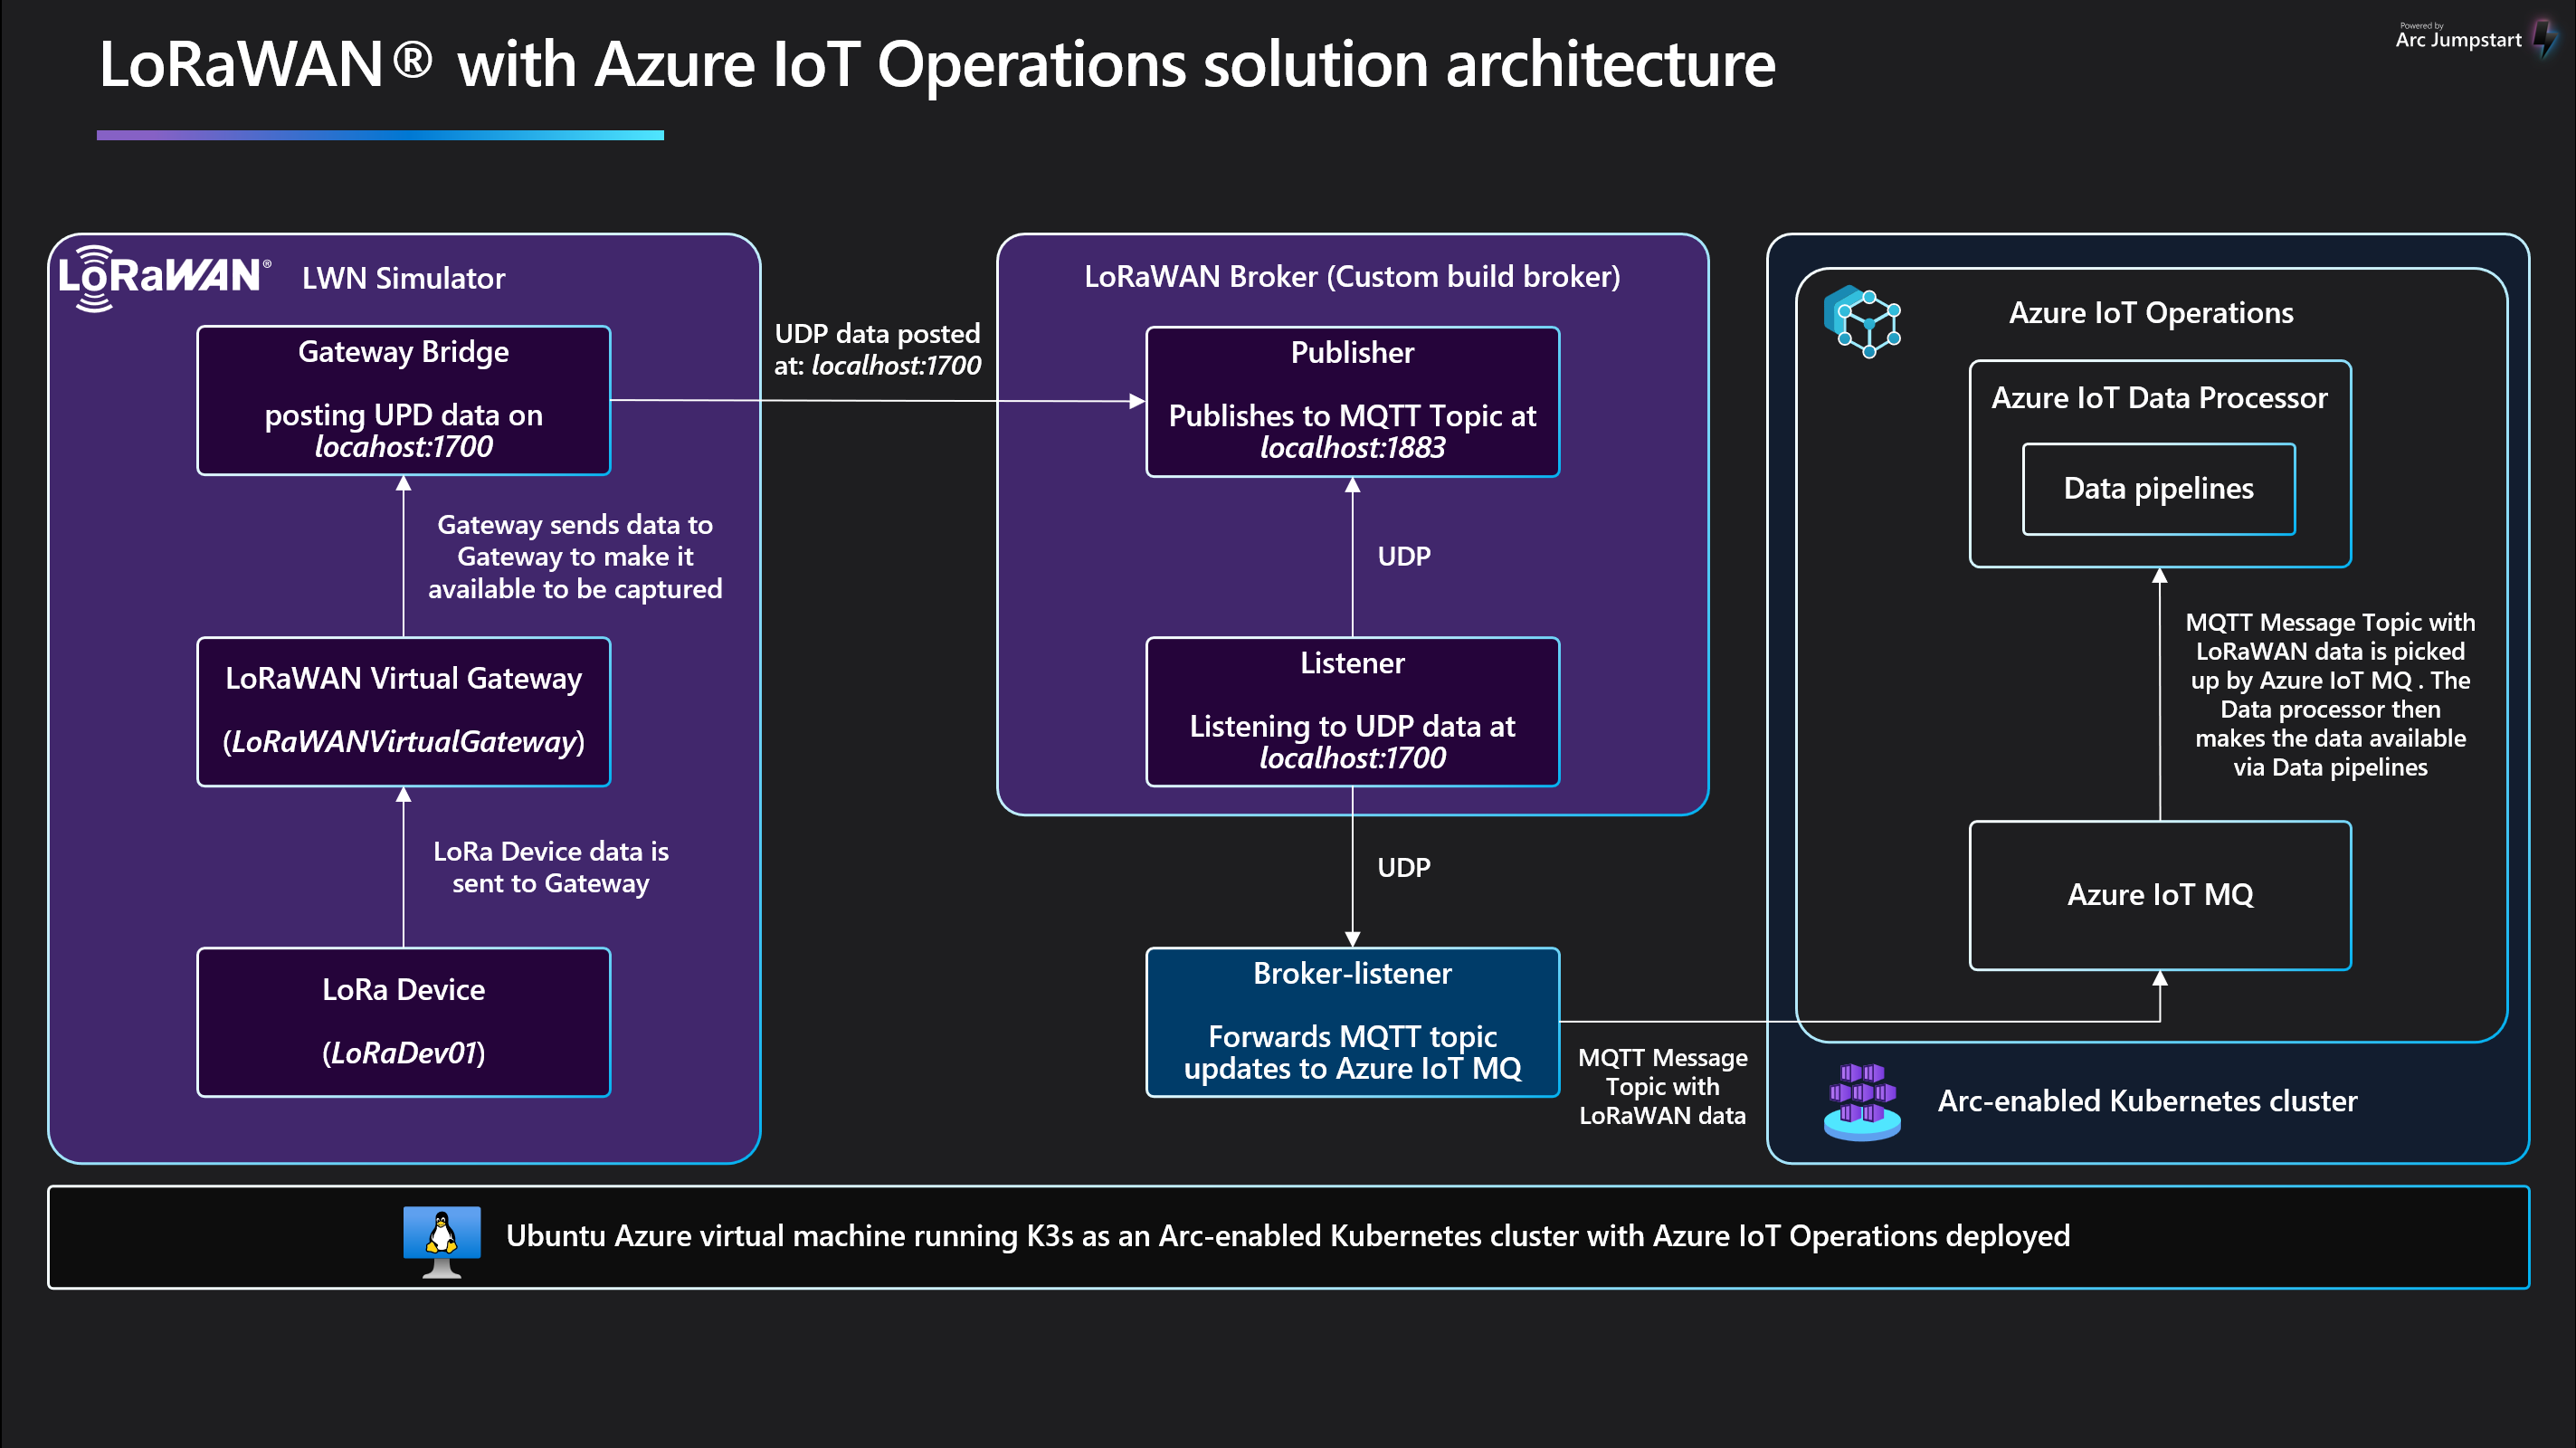 Powered by
Arc Jumpstart
LoRaWAN® with Azure IoT Operations solution architecture
LoRaWAN®
LWN Simulator
Gateway Bridge
posting UPD data on
locahost:1700
Gateway sends data to
Gateway to make it
available to be captured
LoRaWAN Virtual Gateway
(LoRaWANVirtualGateway)
LoRa Device data is
sent to Gateway
LoRa Device
(LoRaDev01)
UDP data posted
at: localhost:1700
LoRaWAN Broker (Custom build broker)
Publisher
Publishes to MQTT Topic at
localhost:1883
UDP
Listener
Listening to UDP data at
localhost:1700
UDP
Broker-listener
Forwards MQTT topic
updates to Azure IoT MQ
MQTT Message
Topic with
LoRaWAN data
Azure IoT Operations
Azure IoT Data Processor
Data pipelines
MQTT Message Topic with
LoRaWAN data is picked
up by Azure IoT MQ . The
Data processor then
makes the data available
via Data pipelines
Azure IoT MQ
Arc-enabled Kubernetes cluster
Ubuntu Azure virtual machine running K3s as an Arc-enabled Kubernetes cluster with Azure IoT Operations deployed